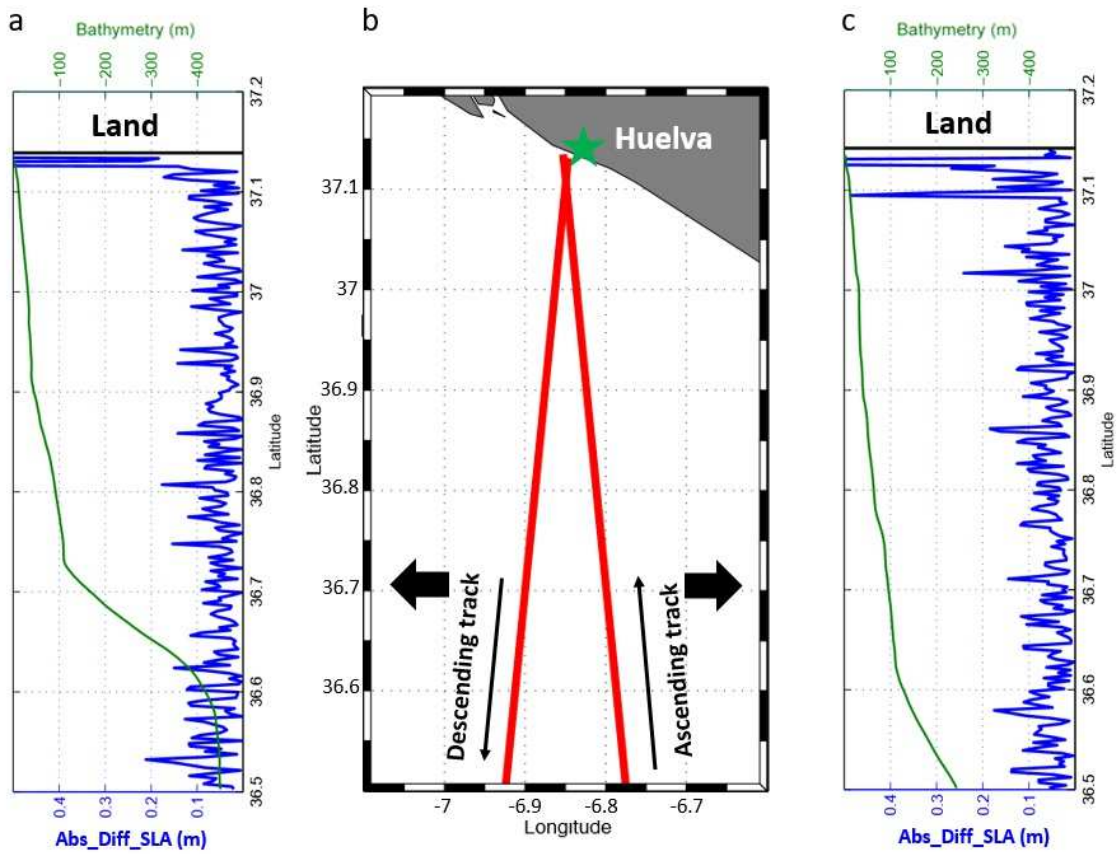 a
Bathymetry (m)
-100
-300
-400
37.2
Land
37.1
37
36.9
Latitude
36.8
36.7
36.6
36.5
0.4
0.3
0.2
0.1
Abs_Diff_SLA (m)
b
Huelva
37.1
37
36.9
Latitude
36.8
36.7
36.6
Descending track
Ascending track
-7
-6.9
-6.8
-6.7
Longitude
c
Bathymetry (m)
-100
-300
-400
37.2
Land
37.1
37
36.9
Latitude
36.8
36.7
36.6
36.5
0.4
0.3
0.2
0.1
Abs_Diff_SLA (m)